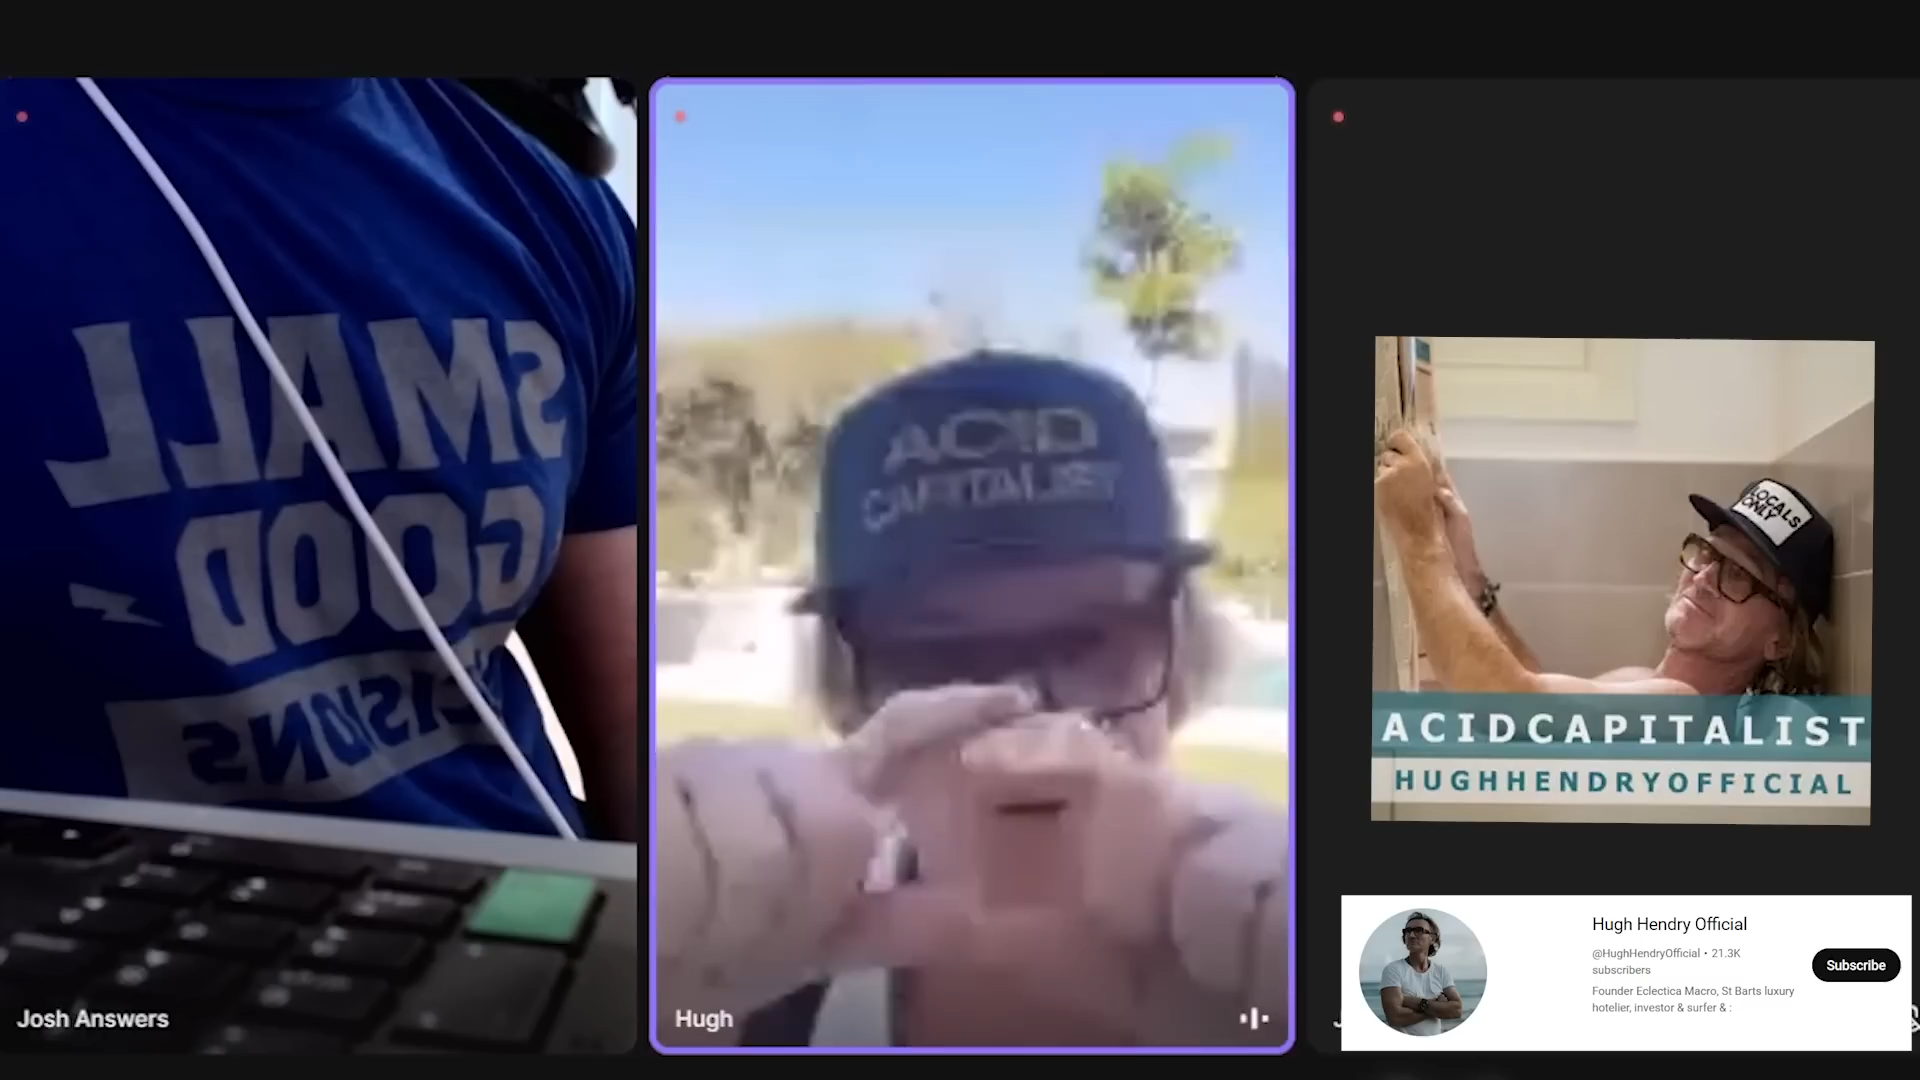 SMALL
GOOD
DECISIONS
Josh Answers
ACID
CAPITALIST
Hugh
LOCALS
ONLY
ACIDCAPITALIST
HUGHHENDRYOFFICIAL
Hugh Hendry Official
@HughHendryOfficial • 21.3K
subscribers
Founder Eclectica Macro, St Barts luxury
hotelier, investor & surfer & :
Subscribe